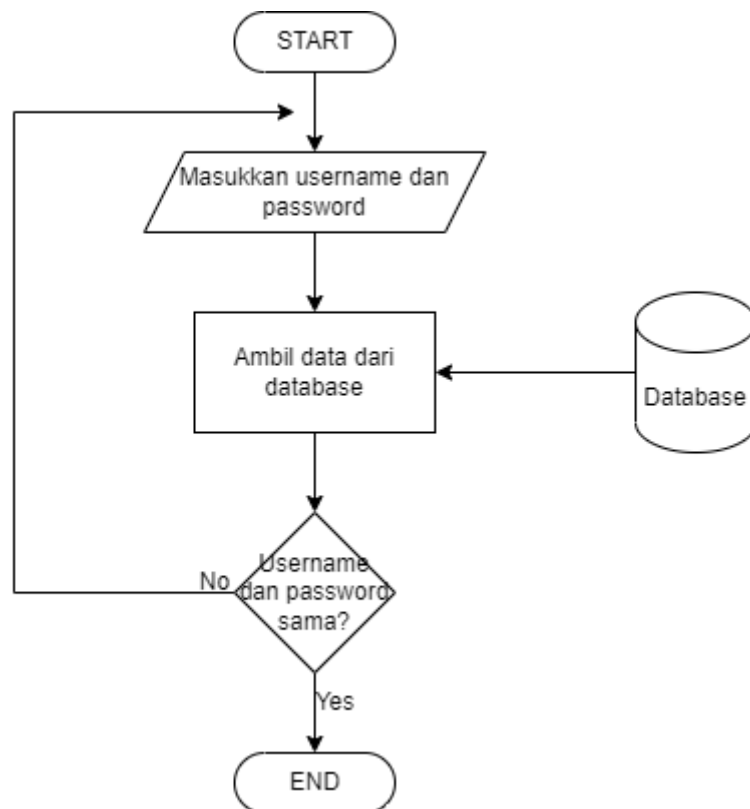 START
Masukkan username dan
password
Ambil data dari
database
Database
Username
dan password
sama?
No
Yes
END